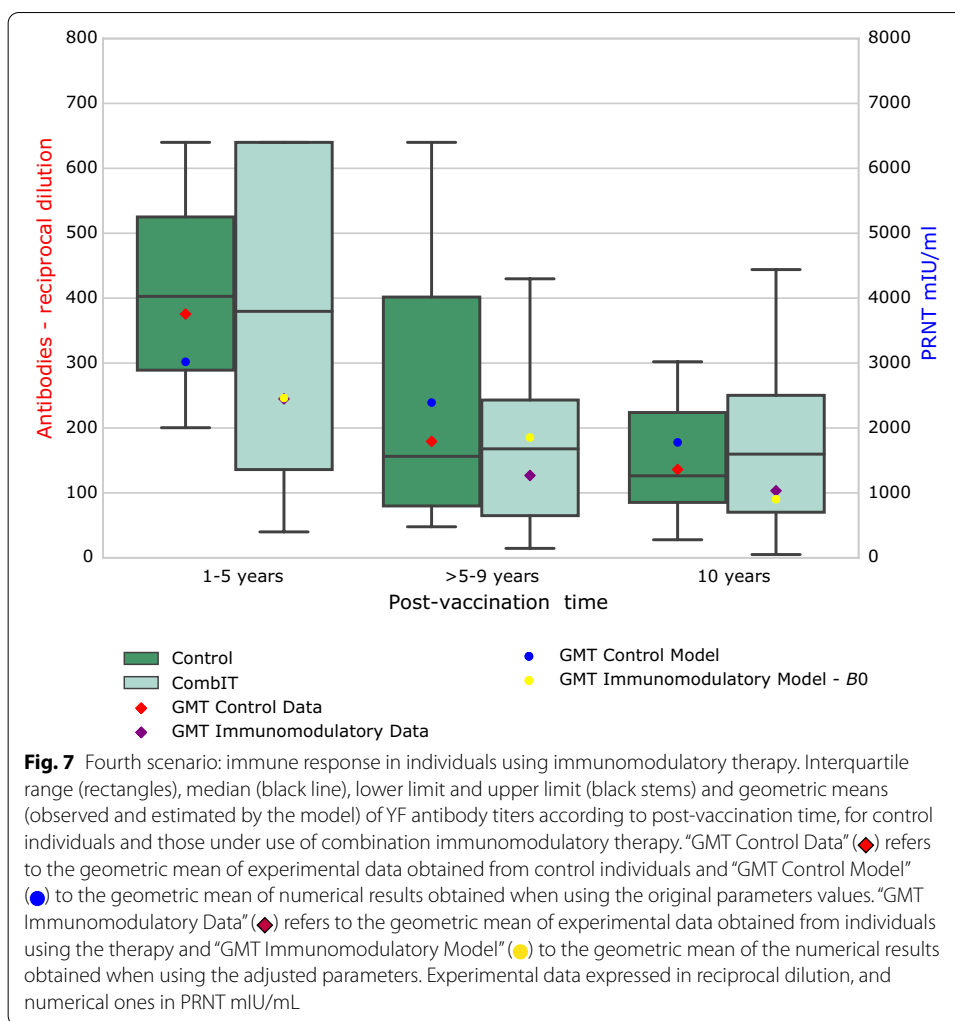 800
700
600
500
400
300
200
100
0
Antibodies - reciprocal dilution
8000
7000
6000
5000
4000
3000
2000
1000
0
PRNT mIU/ml
1-5 years
>5-9 years
10 years
Post-vaccination time
Control
CombIT
GMT Control Data
GMT Immunomodulatory Data
GMT Control Model
GMT Immunomodulatory Model - B0
Fig. 7 Fourth scenario: immune response in individuals using immunomodulatory therapy. Interquartile
range (rectangles), median (black line), lower limit and upper limit (black stems) and geometric means
(observed and estimated by the model) of YF antibody titers according to post-vaccination time, for control
individuals and those under use of combination immunomodulatory therapy. “GMT Control Data” (◆) refers
to the geometric mean of experimental data obtained from control individuals and “GMT Control Model”
(●) to the geometric mean of numerical results obtained when using the original parameters values. “GMT
Immunomodulatory Data” (◆) refers to the geometric mean of experimental data obtained from individuals
using the therapy and “GMT Immunomodulatory Model” (●) to the geometric mean of the numerical results
obtained when using the adjusted parameters. Experimental data expressed in reciprocal dilution, and
numerical ones in PRNT mIU/mL